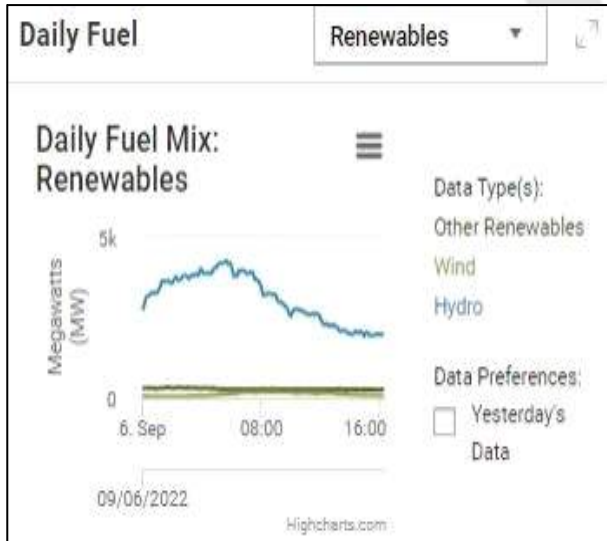 Daily Fuel
Renewables
Daily Fuel Mix:
Renewables
Megawatts
(MW)
5k
0
6. Sep
08:00
16:00
09/06/2022
Data Type(s):
Other Renewables
Wind
Hydro
Data Preferences:
Yesterday's
Data
Highcharts.com